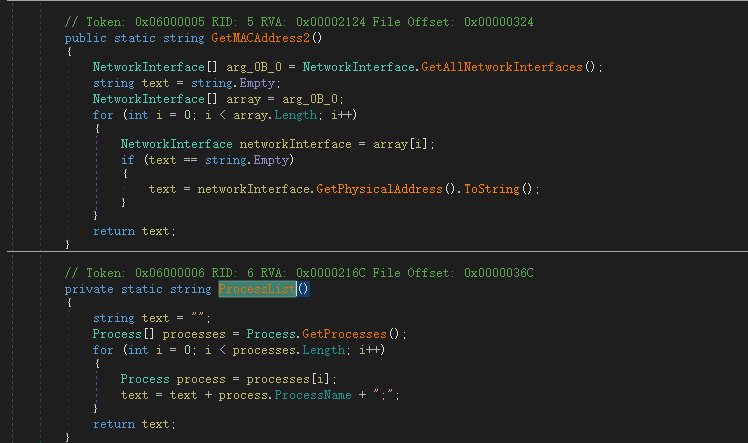 // Token: 0x06000005 RID: 5 RVA: 0x00002124 File Offset: 0x00000324
public static string GetMACAddress2()
{
NetworkInterface[] arg_0B_0 = NetworkInterface.GetAllNetworkInterfaces();
string text = string.Empty;
NetworkInterface[] array = arg_0B_0;
for (int i = 0; i < array.Length; i++)
{
NetworkInterface networkInterface = array[i];
if (text == string.Empty)
{
text = networkInterface.GetPhysicalAddress().ToString();
}
}
return text;
}
// Token: 0x06000006 RID: 6 RVA: 0x0000216C File Offset: 0x0000036C
private static string ProcessList()
{
string text = "";
Process[] processes = Process.GetProcesses();
for (int i = 0; i < processes.Length; i++)
{
Process process = processes[i];
text = text + process.ProcessName + ";";
}
return text;
}